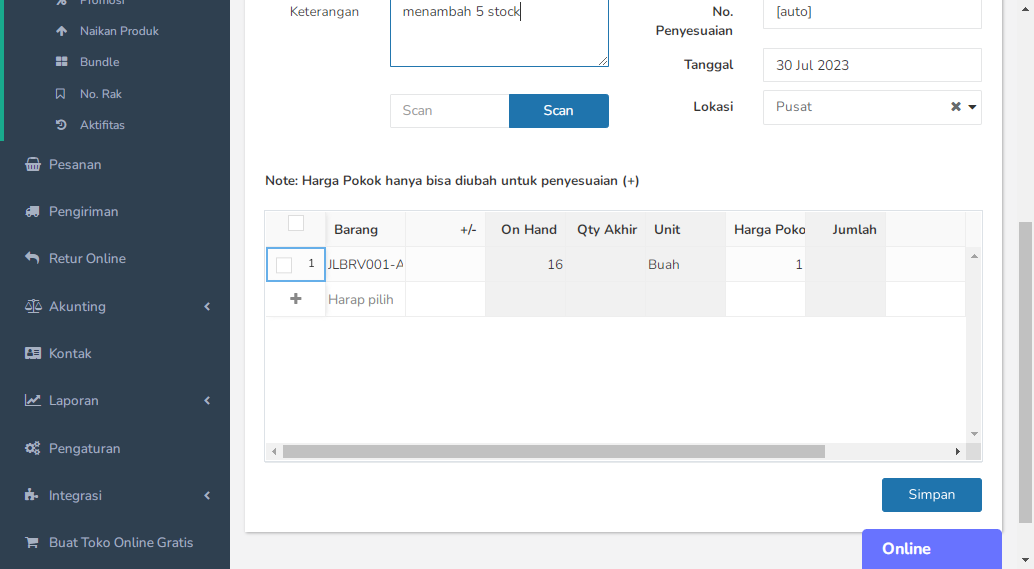 Promosi
Naikan Produk
Bundle
No. Rak
Aktifitas
Pesanan
Pengiriman
Retur Online
Akunting
Kontak
Laporan
Pengaturan
Integrasi
Buat Toko Online Gratis
Keterangan
menambah 5 stock
Scan
Scan
No.
Penyesuaian
[auto]
Tanggal
30 Jul 2023
Lokasi
Pusat
Note: Harga Pokok hanya bisa diubah untuk penyesuaian (+)
Barang +/- On Hand Qty Akhir Unit Harga Poko Jumlah
1 JLBRV001-A 16 Buah 1
Harap pilih
Simpan
Online